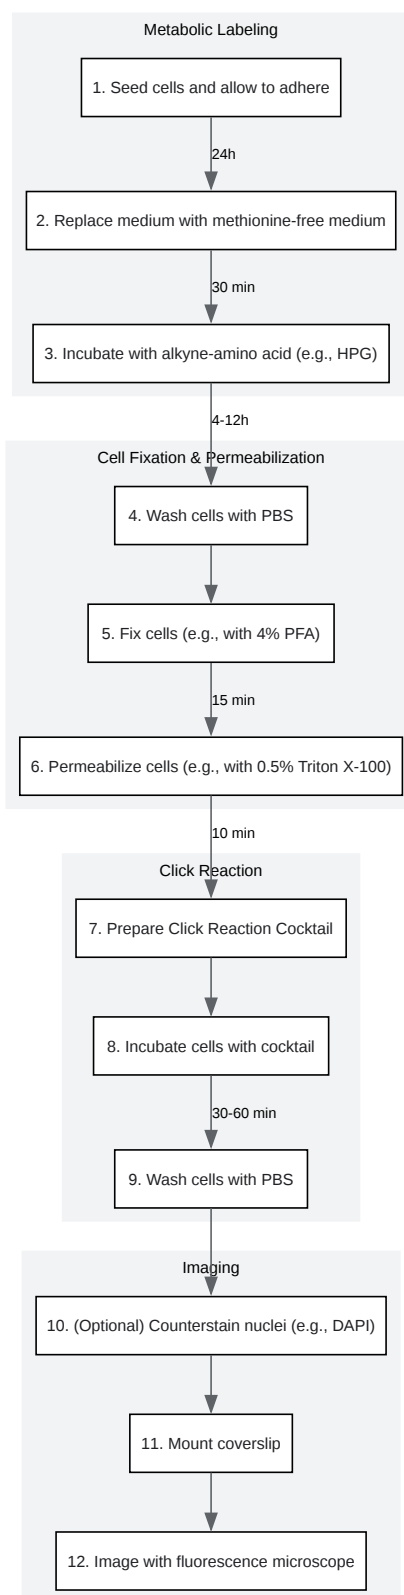 Metabolic Labeling
1. Seed cells and allow to adhere
24h
2. Replace medium with methionine-free medium
30 min
3. Incubate with alkyne-amino acid (e.g., HPG)
4-12h
Cell Fixation & Permeabilization
4. Wash cells with PBS
5. Fix cells (e.g., with 4% PFA)
15 min
6. Permeabilize cells (e.g., with 0.5% Triton X-100)
10 min
Click Reaction
7. Prepare Click Reaction Cocktail
8. Incubate cells with cocktail
30-60 min
9. Wash cells with PBS
Imaging
10. (Optional) Counterstain nuclei (e.g., DAPI)
11. Mount coverslip
12. Image with fluorescence microscope